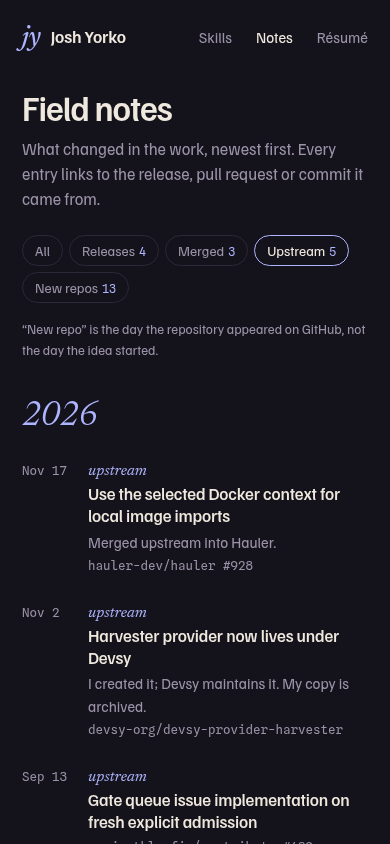 jy Josh Yorko Skills Notes Résumé
Field notes
What changed in the work, newest first. Every
entry links to the release, pull request or commit it
came from.
All Releases 4 Merged 3 Upstream 5
New repos 13
“New repo” is the day the repository appeared on GitHub, not
the day the idea started.
2026
Nov 17 upstream
Use the selected Docker context for
local image imports
Merged upstream into Hauler.
hauler-dev/hauler #928
Nov 2 upstream
Harvester provider now lives under
Devsy
I created it; Devsy maintains it. My copy is
archived.
devsy-org/devsy-provider-harvester
Sep 13 upstream
Gate queue issue implementation on
fresh explicit admission